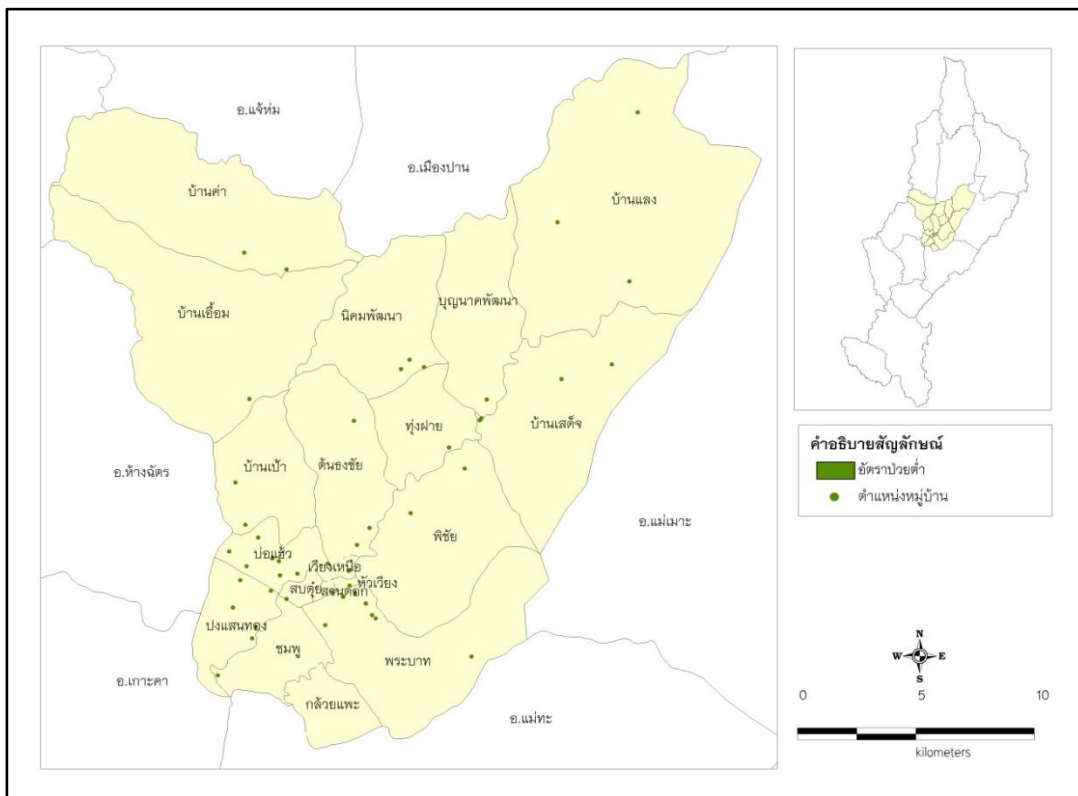 อ.แจ้ห่ม
อ.เมืองปาน
บ้านค่า
บ้านแลง
บ้านเอื้อม
นิคมพัฒนา
บุญนาคพัฒนา
ทุ่งฝาย
บ้านเสด็จ
บ้านเป้า
ต้นธงชัย
อ.ห้างฉัตร
พิชัย
อ.แม่เมาะ
บ่อแฮ้ว
เวียงเหนือ
หัวเวียง
สบตุ๋ย
สวนดอก
ปงแสนทอง
ชมพู
พระบาท
อ.เกาะคา
กล้วยแพะ
อ.แม่ทะ
คำอธิบายสัญลักษณ์
อัตราป่วยต่ำ
ตำแหน่งหมู่บ้าน
N
W E
S
0 5 10
kilometers